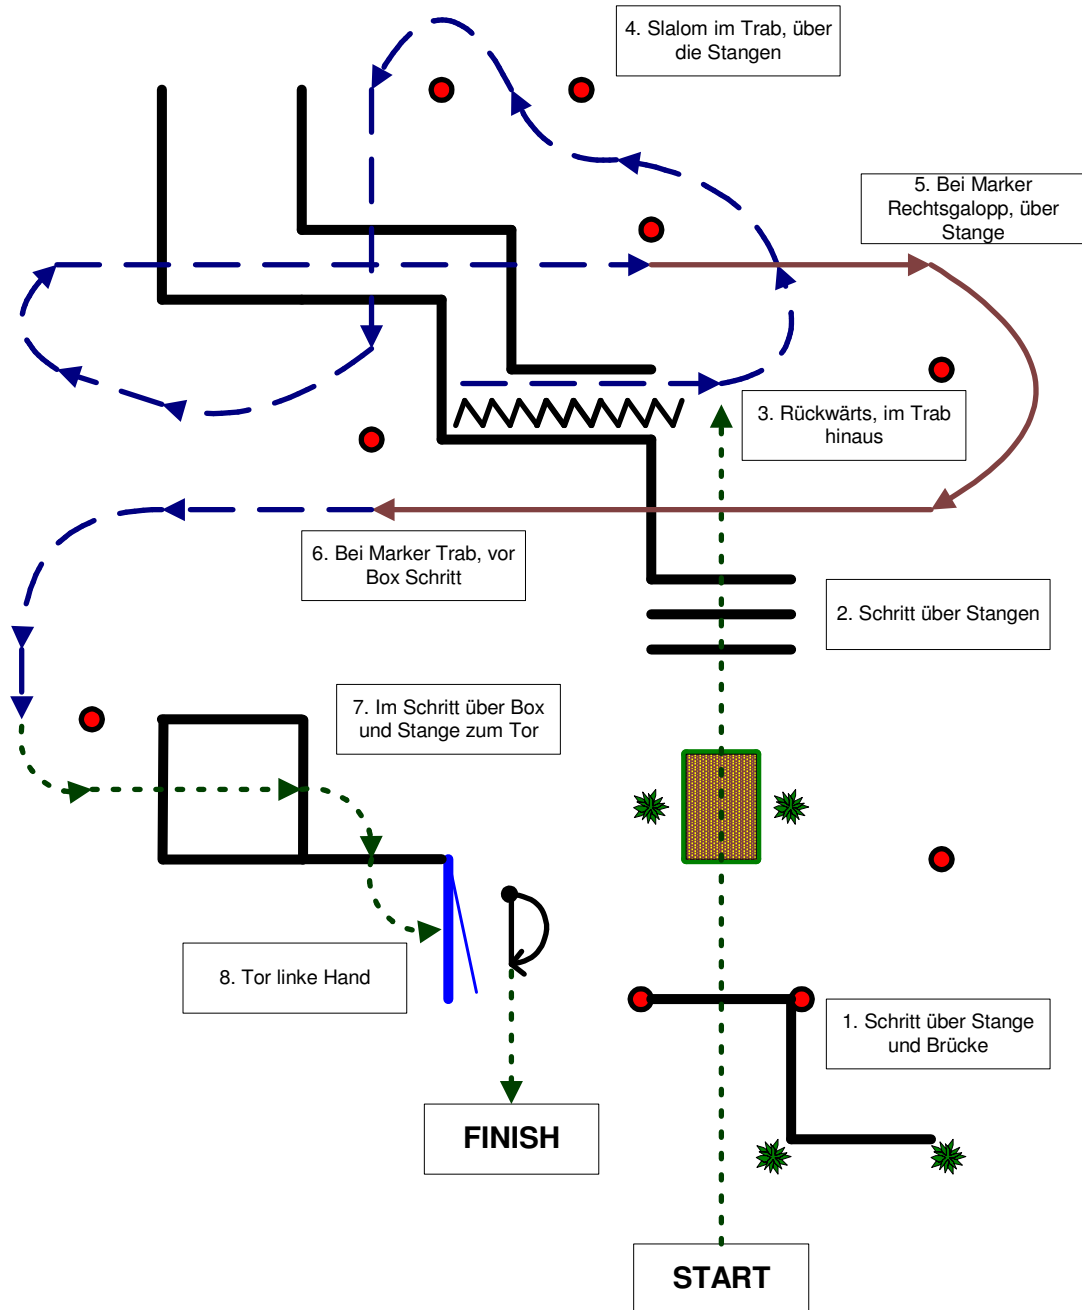 4. Slalom im Trab, über
die Stangen
5. Bei Marker
Rechtsgalopp, über
Stange
3. Rückwärts, im Trab
hinaus
6. Bei Marker Trab, vor
Box Schritt
2. Schritt über Stangen
7. Im Schritt über Box
und Stange zum Tor
8. Tor linke Hand
1. Schritt über Stange
und Brücke
FINISH
START